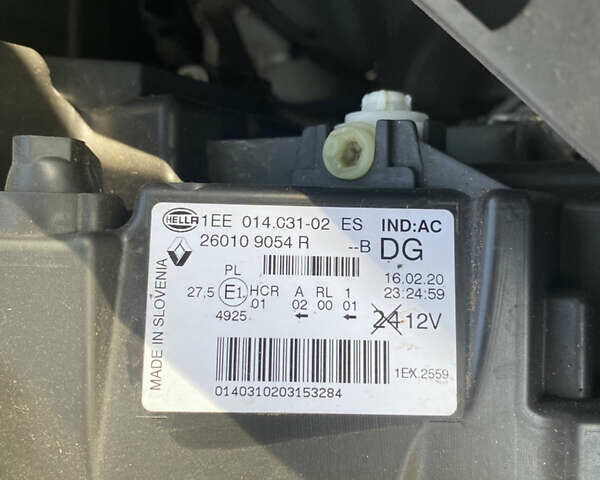 HELLA 1EE 014.031-02 ES IND:AC
26010 9054 R --B DG
16.02.20
23:24:59
PL
27,5 E1 HCR A RL 1
01 02 00 01
4925 ← ←
24 12V
1EX.2559
0140310203153284
MADE IN SLOVENIA